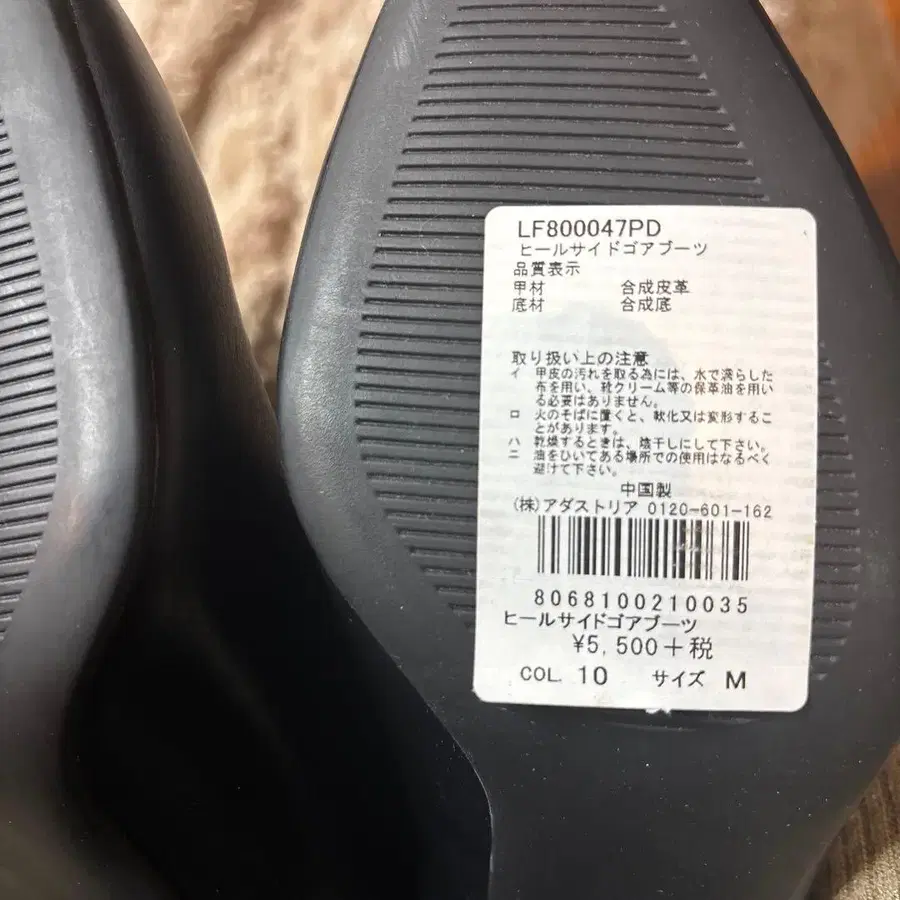 LF800047PD
ヒールサイドゴアブーツ
品質表示
甲材 合成皮革
底材 合成底
取り扱い上の注意
イ 甲皮の汚れを取る為には、水で濡らした
布を用い、靴クリーム等の保革油を用い
る必要はありません。
ロ 火のそばに置くと、軟化又は変形するこ
とがあります。
ハ 乾燥するときは、陰干しにして下さい。
ニ 油をひいてある場所での使用はなるべく
避けて下さい。
中国製
(株)アダストリア 0120-601-162
8068100210035
ヒールサイドゴアブーツ
¥5,500+税
COL. 10 サイズ M